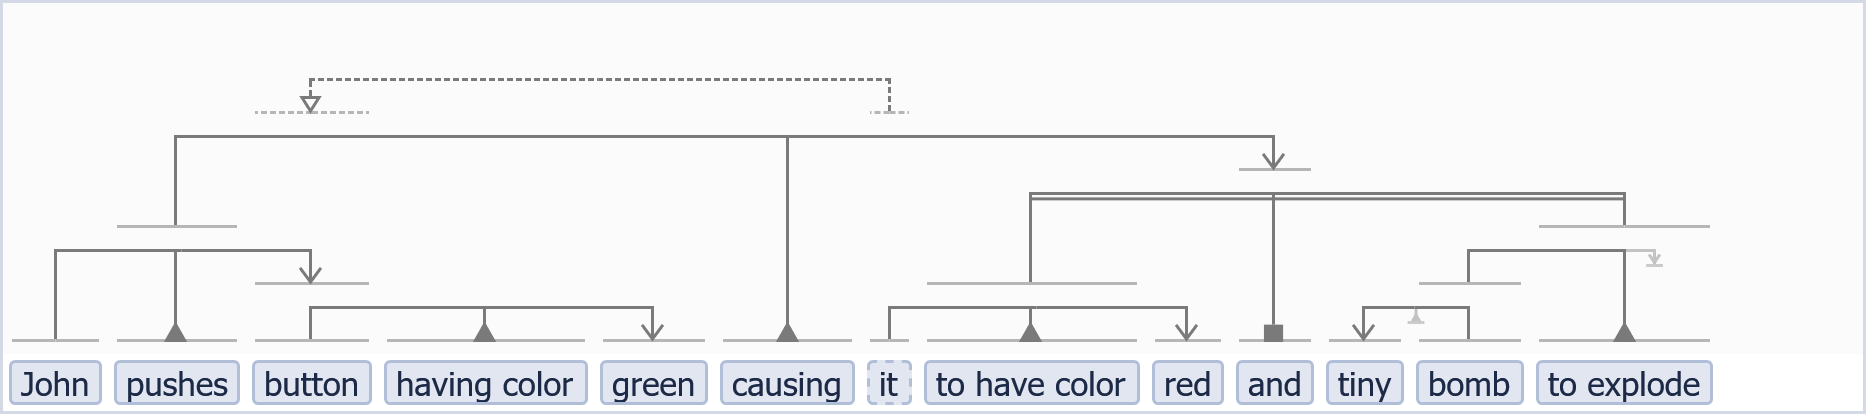 John pushes button having color green causing it to have color red and tiny bomb to explode